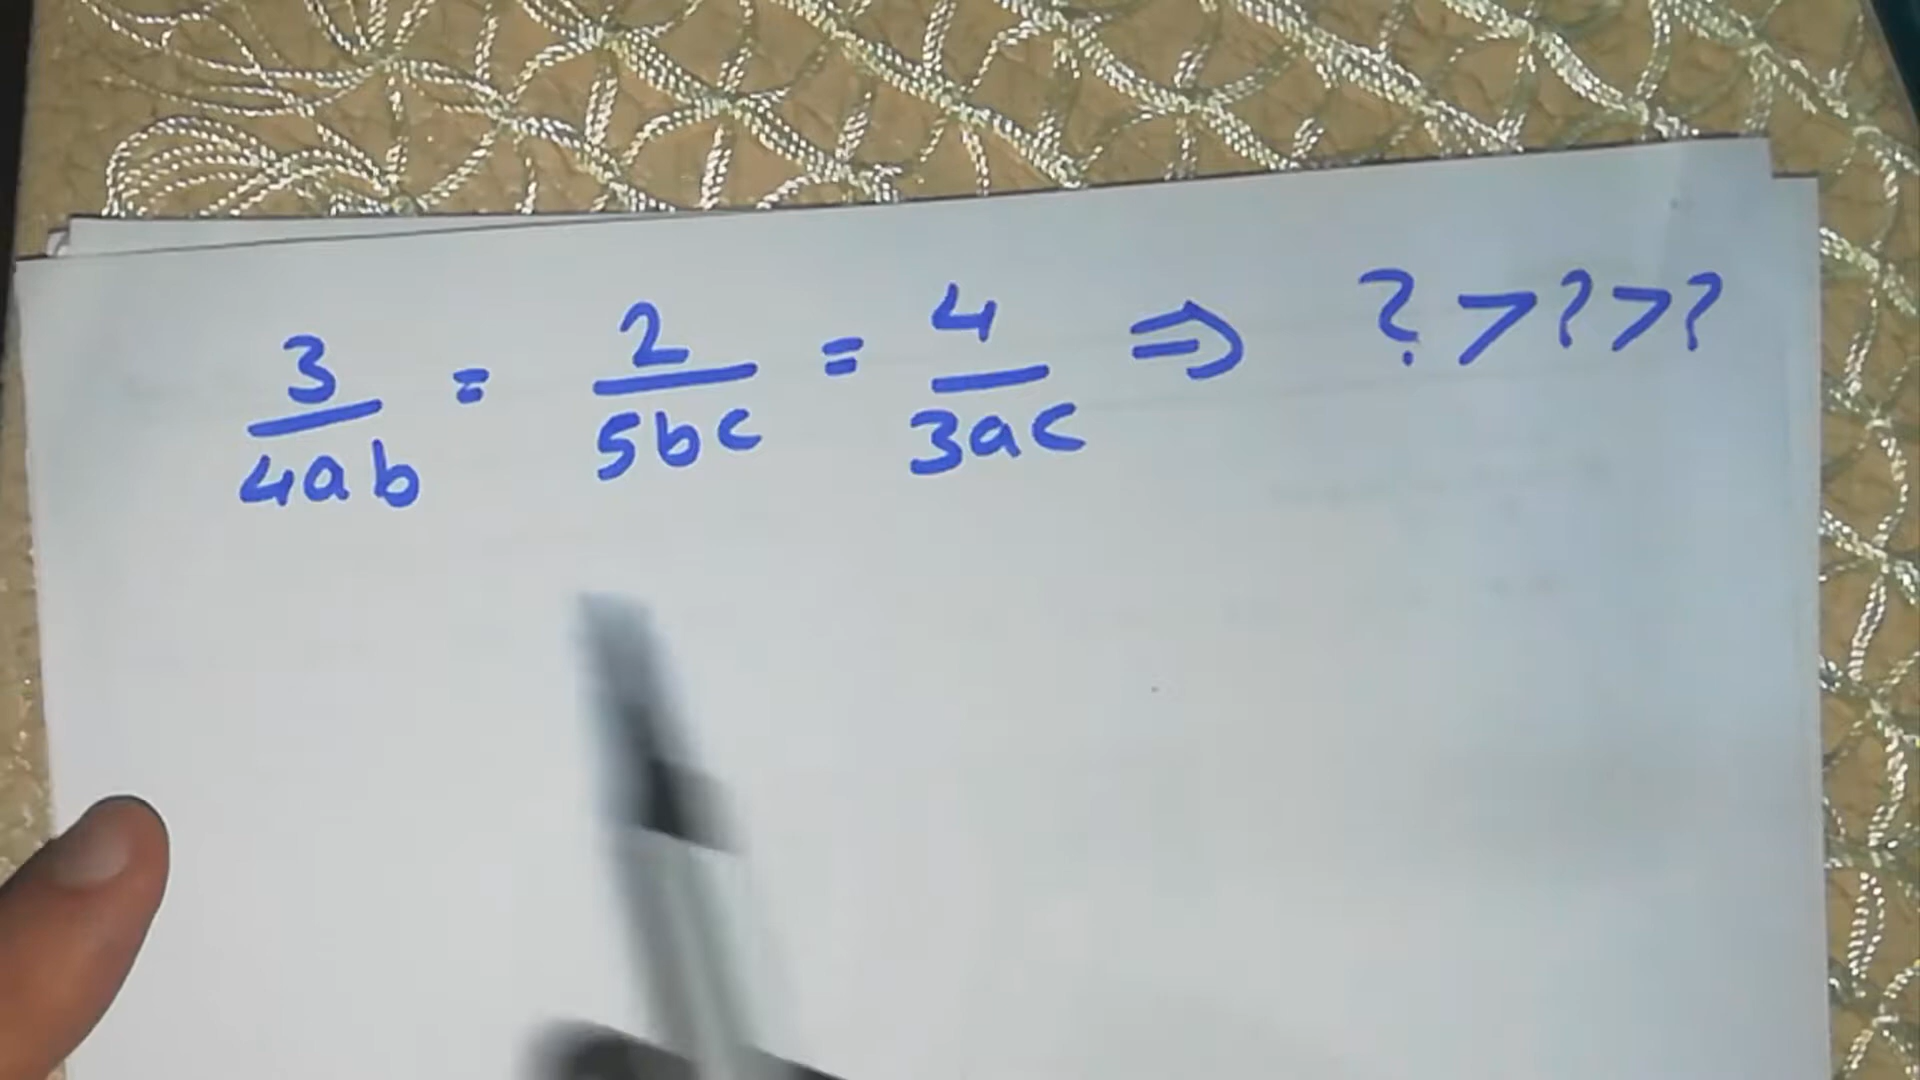 3/4ab = 2/5bc = 4/3ac ⇒ ? > ? > ?